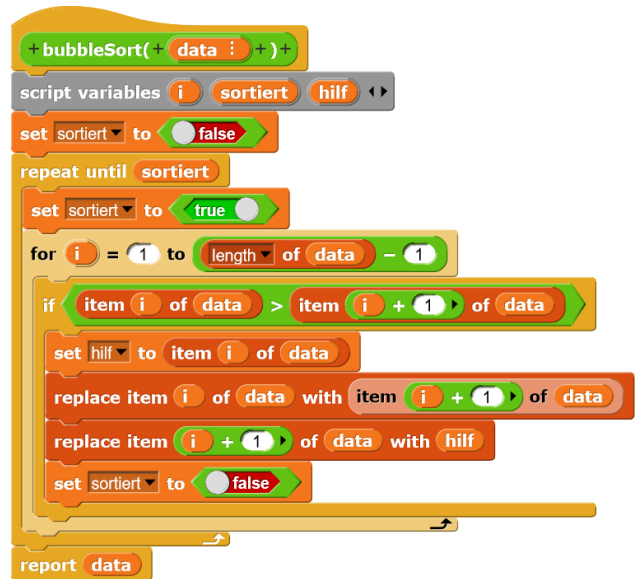 + bubbleSort( + data ⋮ + ) +
script variables i sortiert hilf ◂ ▸
set sortiert ▾ to false
repeat until sortiert
set sortiert ▾ to true
for i = 1 to length ▾ of data − 1
if item i of data > item i + 1 ▸ of data
set hilf ▾ to item i of data
replace item i of data with item i + 1 ▸ of data
replace item i + 1 ▸ of data with hilf
set sortiert ▾ to false
report data